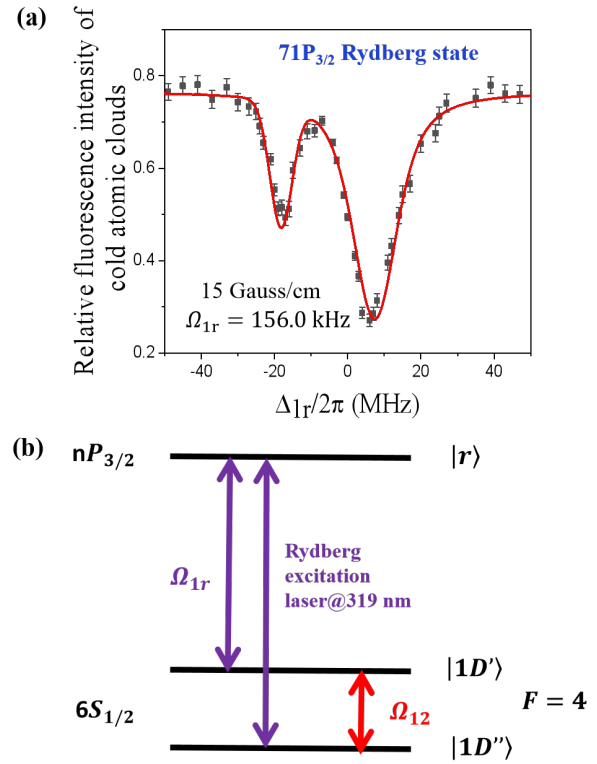 (a)
71P3/2 Rydberg state
Relative fluorescence intensity of
cold atomic clouds
0.8
0.6
0.4
0.2
15 Gauss/cm
Ω1r = 156.0 kHz
-40 -20 0 20 40
Δ1r/2π (MHz)
(b)
nP3/2
|r⟩
Ω1r
Rydberg
excitation
laser@319 nm
|1D'⟩
6S1/2
Ω12
F = 4
|1D''⟩